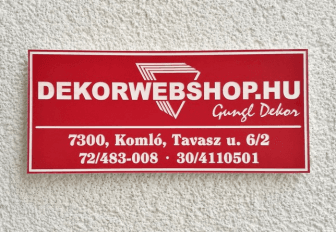 DEKORWEBSHOP.HU
Gungl Dekor
7300, Komló, Tavasz u. 6/2
72/483-008 · 30/4110501